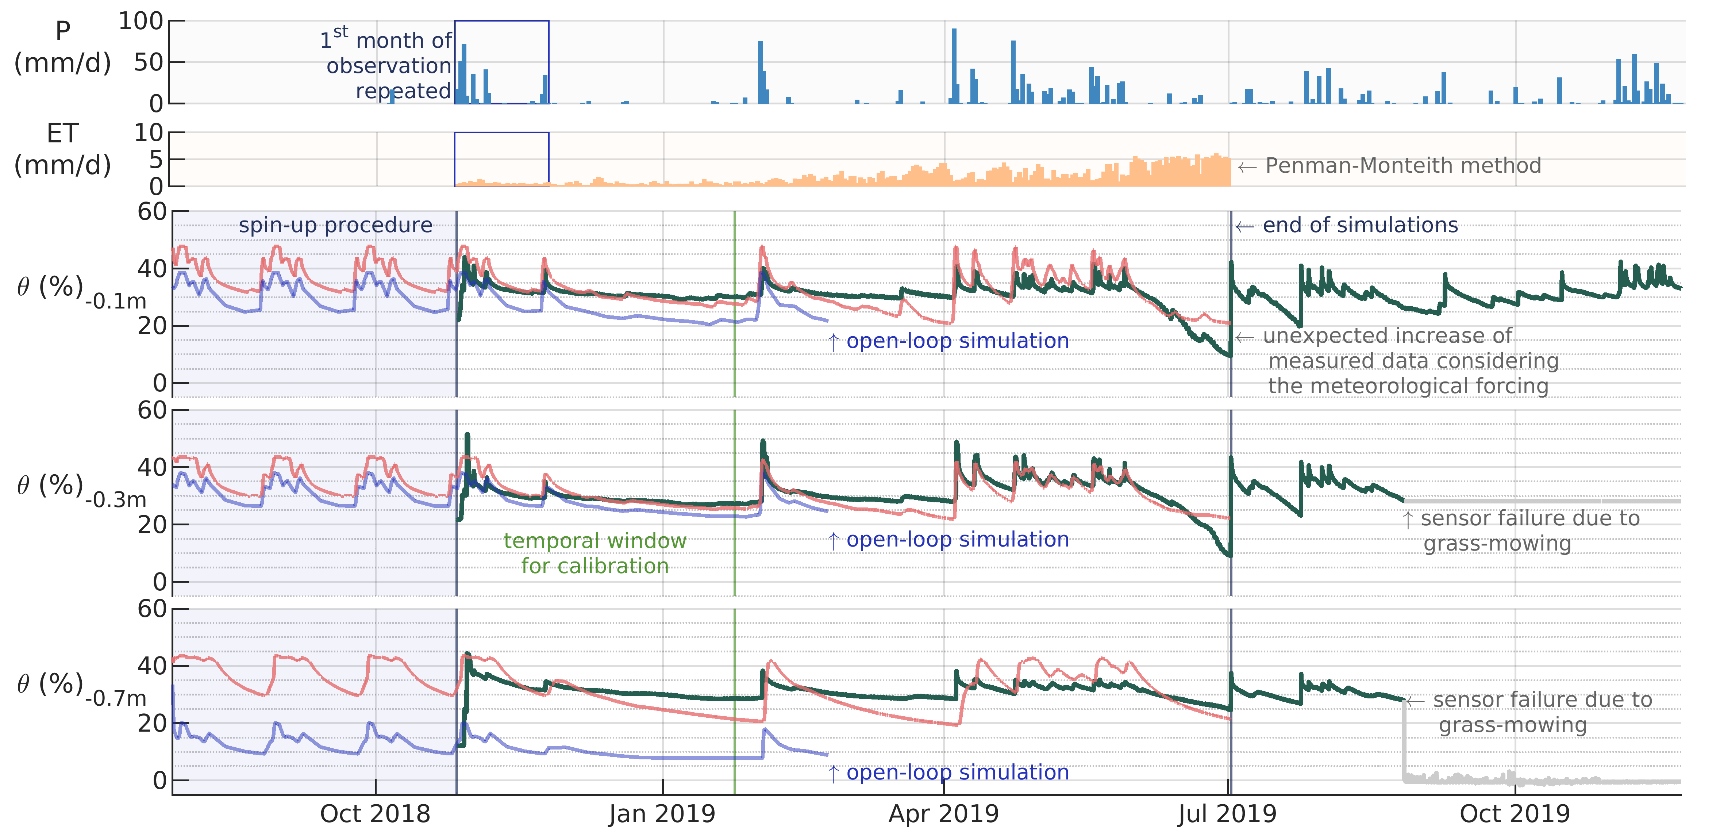 P
(mm/d)
100
50
0
1st month of
observation
repeated
ET
(mm/d)
10
5
0
← Penman-Monteith method
θ (%)-0.1m
60
40
20
0
spin-up procedure
← end of simulations
↑ open-loop simulation
← unexpected increase of
measured data considering
the meteorological forcing
θ (%)-0.3m
60
40
20
0
temporal window
for calibration
↑ open-loop simulation
↑ sensor failure due to
grass-mowing
θ (%)-0.7m
60
40
20
0
↑ open-loop simulation
← sensor failure due to
grass-mowing
Oct 2018
Jan 2019
Apr 2019
Jul 2019
Oct 2019